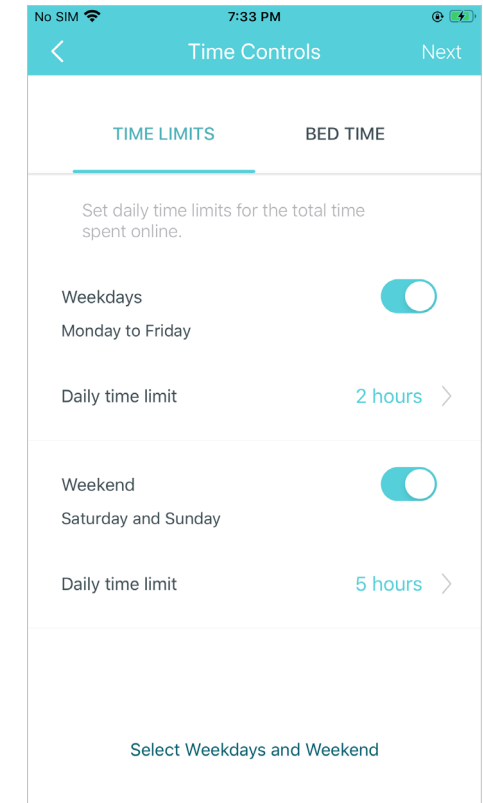 No SIM 7:33 PM
Time Controls Next
TIME LIMITS BED TIME
Set daily time limits for the total time
spent online.
Weekdays
Monday to Friday
Daily time limit 2 hours
Weekend
Saturday and Sunday
Daily time limit 5 hours
Select Weekdays and Weekend